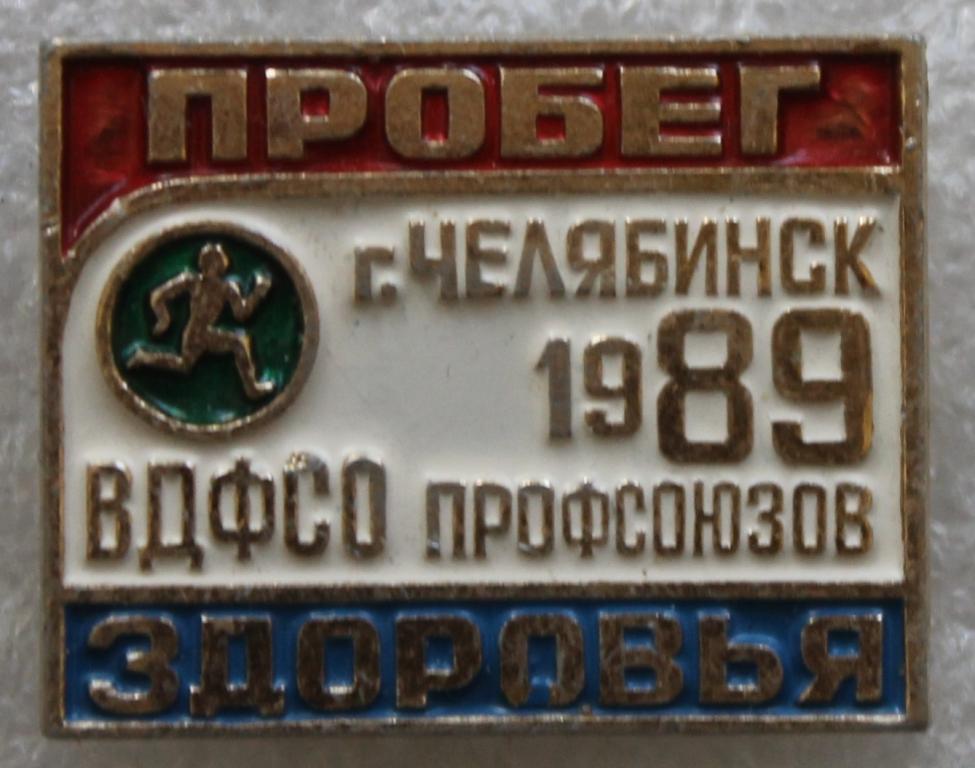 ПРОБЕГ
г. ЧЕЛЯБИНСК
1989
ВДФСО ПРОФСОЮЗОВ
ЗДОРОВЬЯ